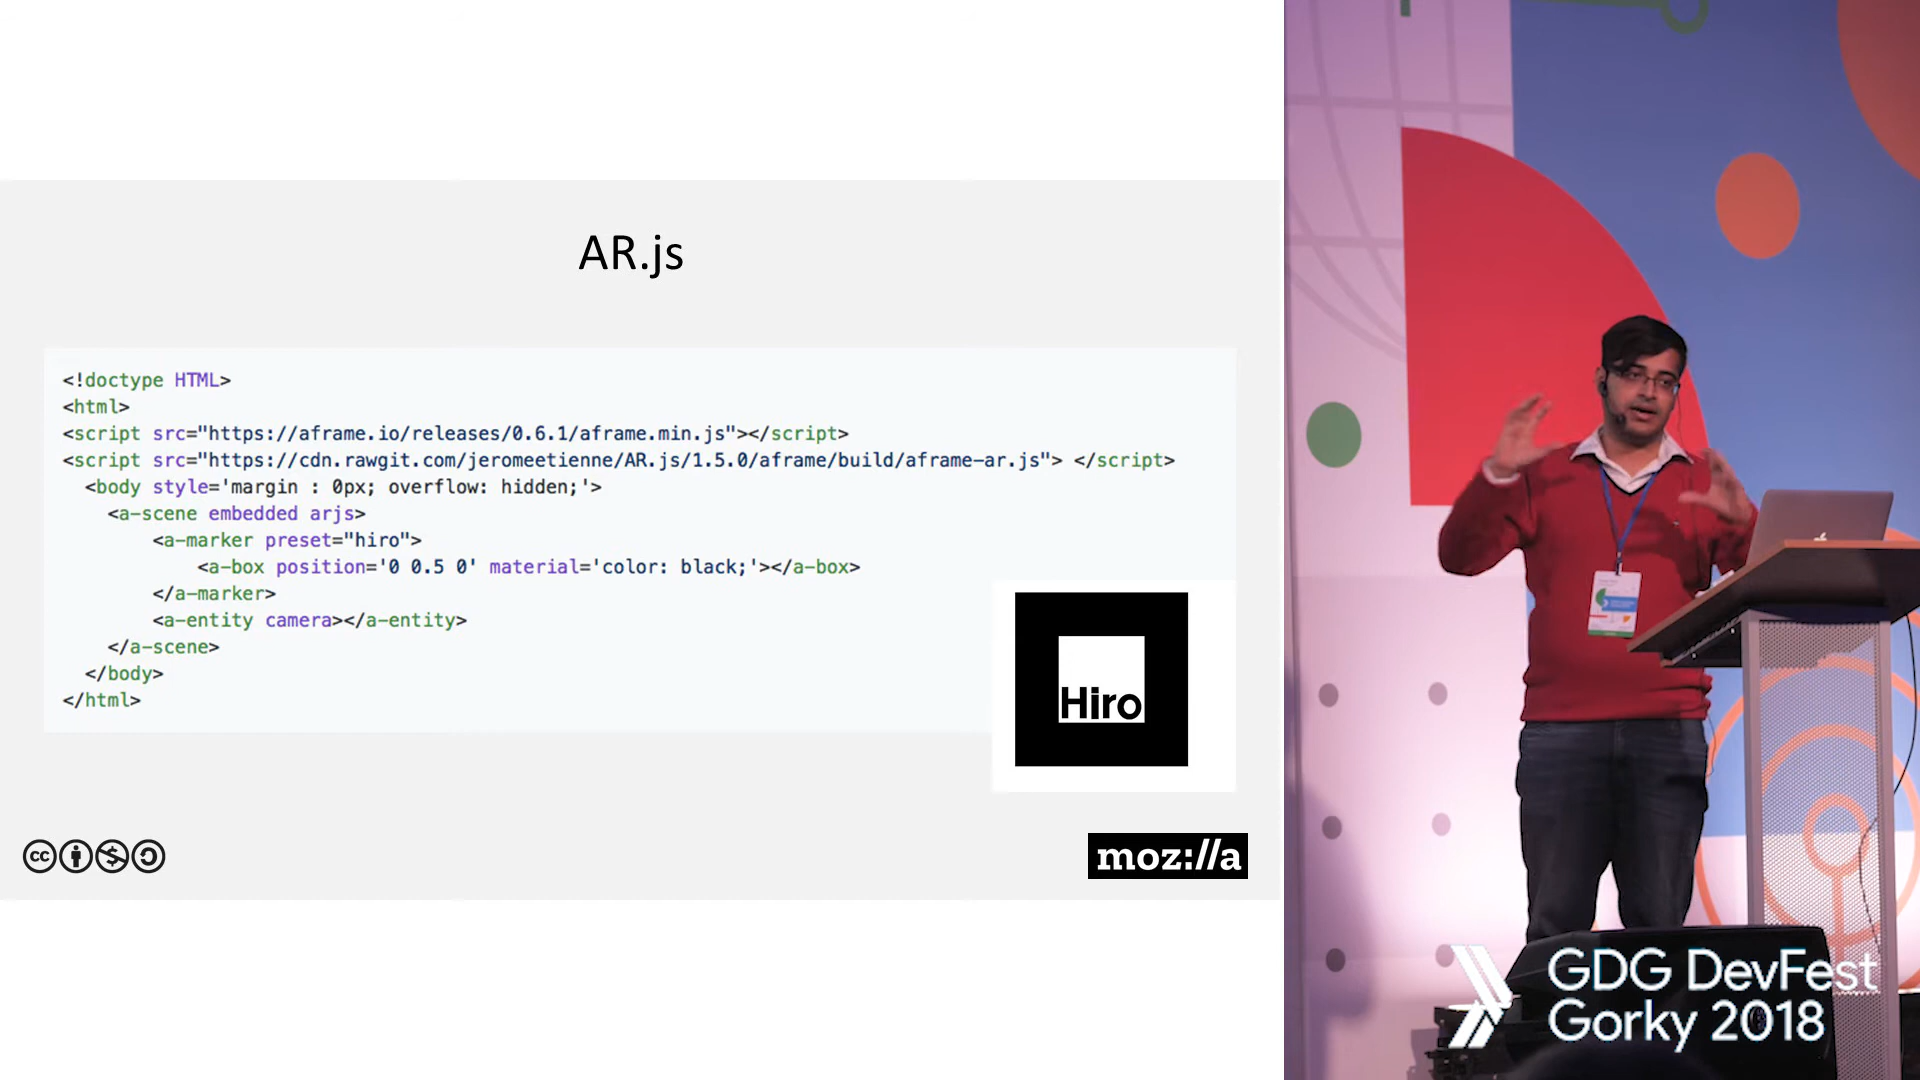 AR.js
<!doctype HTML>
<html>
<script src="https://aframe.io/releases/0.6.1/aframe.min.js"></script>
<script src="https://cdn.rawgit.com/jeromeetienne/AR.js/1.5.0/aframe/build/aframe-ar.js"> </script>
<body style='margin : 0px; overflow: hidden;'>
<a-scene embedded arjs>
<a-marker preset="hiro">
<a-box position='0 0.5 0' material='color: black;'></a-box>
</a-marker>
<a-entity camera></a-entity>
</a-scene>
</body>
</html>
Hiro
cc
moz://a
GDG DevFest
Gorky 2018